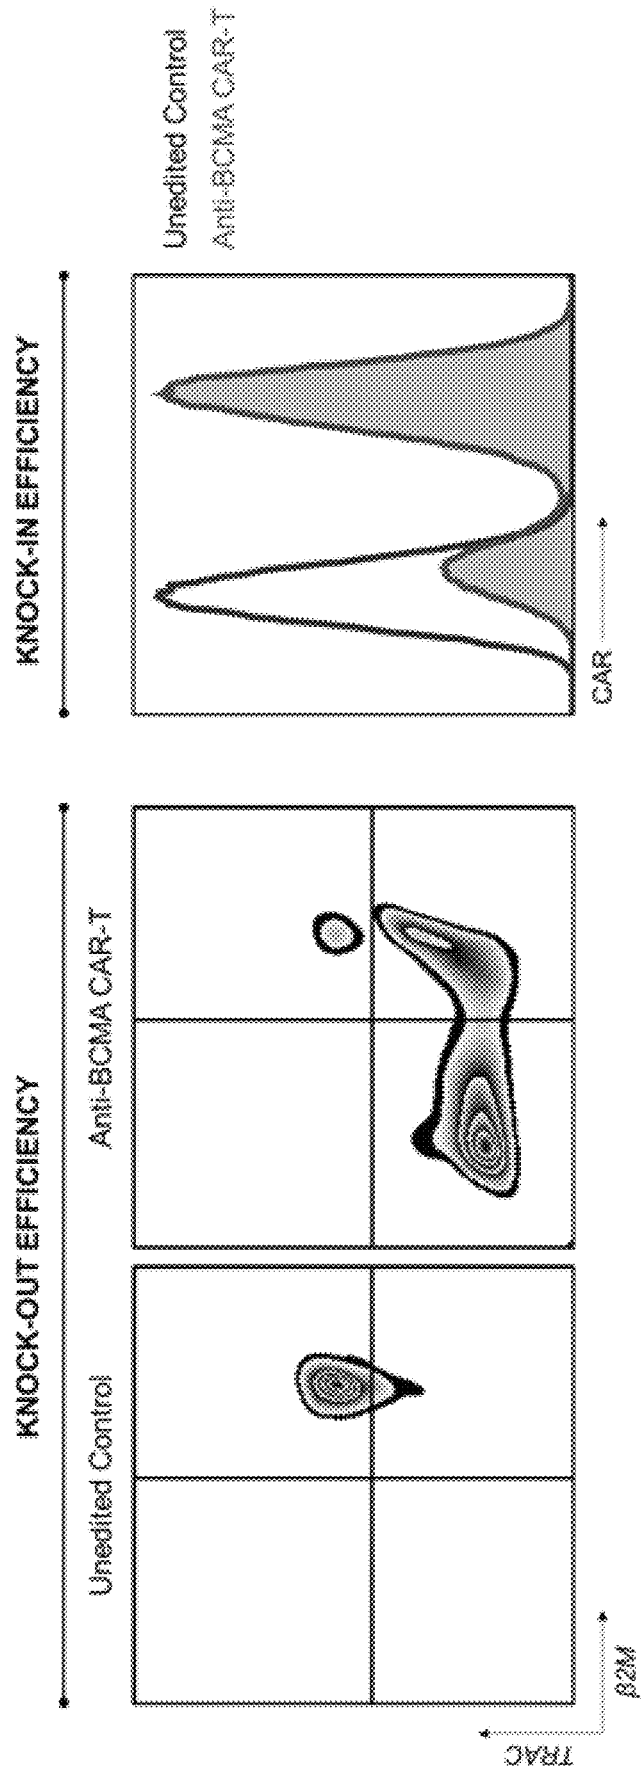 KNOCK-OUT EFFICIENCY
Unedited Control
Anti-BCMA CAR-T
TRAC
β2M
KNOCK-IN EFFICIENCY
CAR
Unedited Control
Anti-BCMA CAR-T